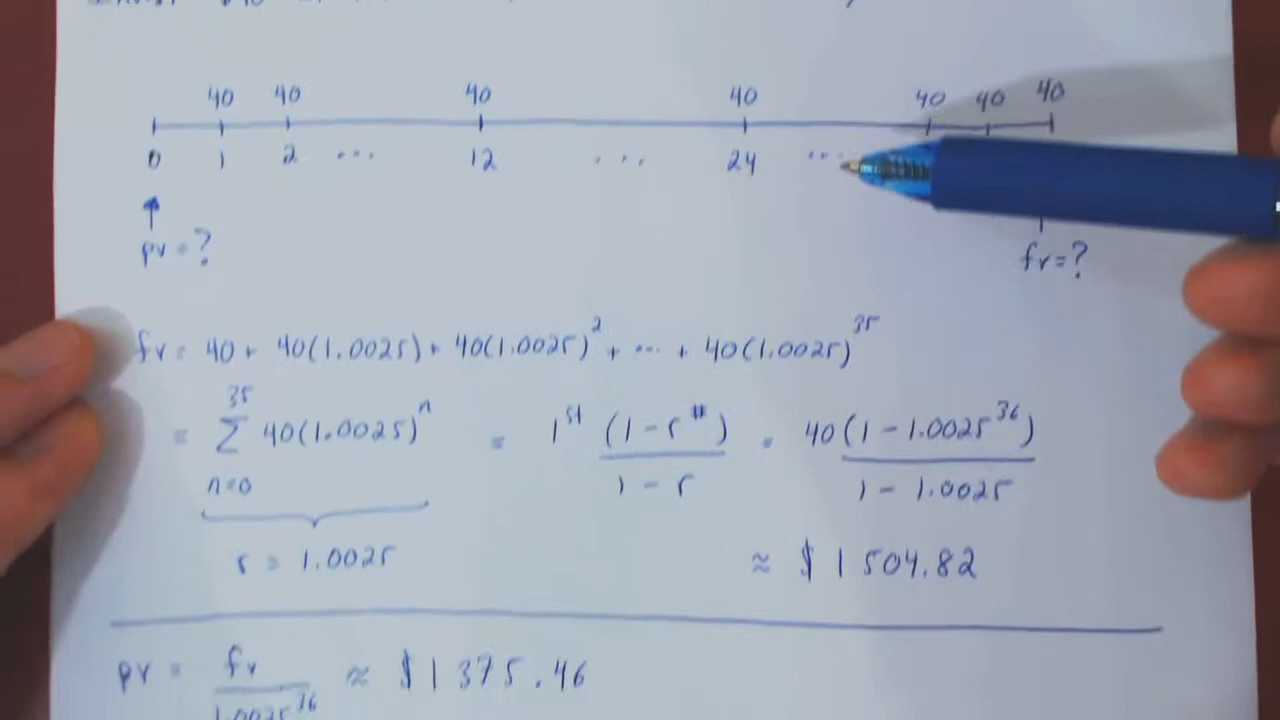 40 40 40 40 40 40 40
0 1 2 ... 12 ... 24 ...
pv = ? fv = ?
fv = 40 + 40(1.0025) + 40(1.0025)^2 + ... + 40(1.0025)^35
= 35 Σ n=0 40(1.0025)^n = 1st (1 - r^#) / 1 - r = 40(1 - 1.0025^36) / 1 - 1.0025
r = 1.0025 ≈ $1504.82
pv = fv / 1.0025^36 ≈ $1375.46